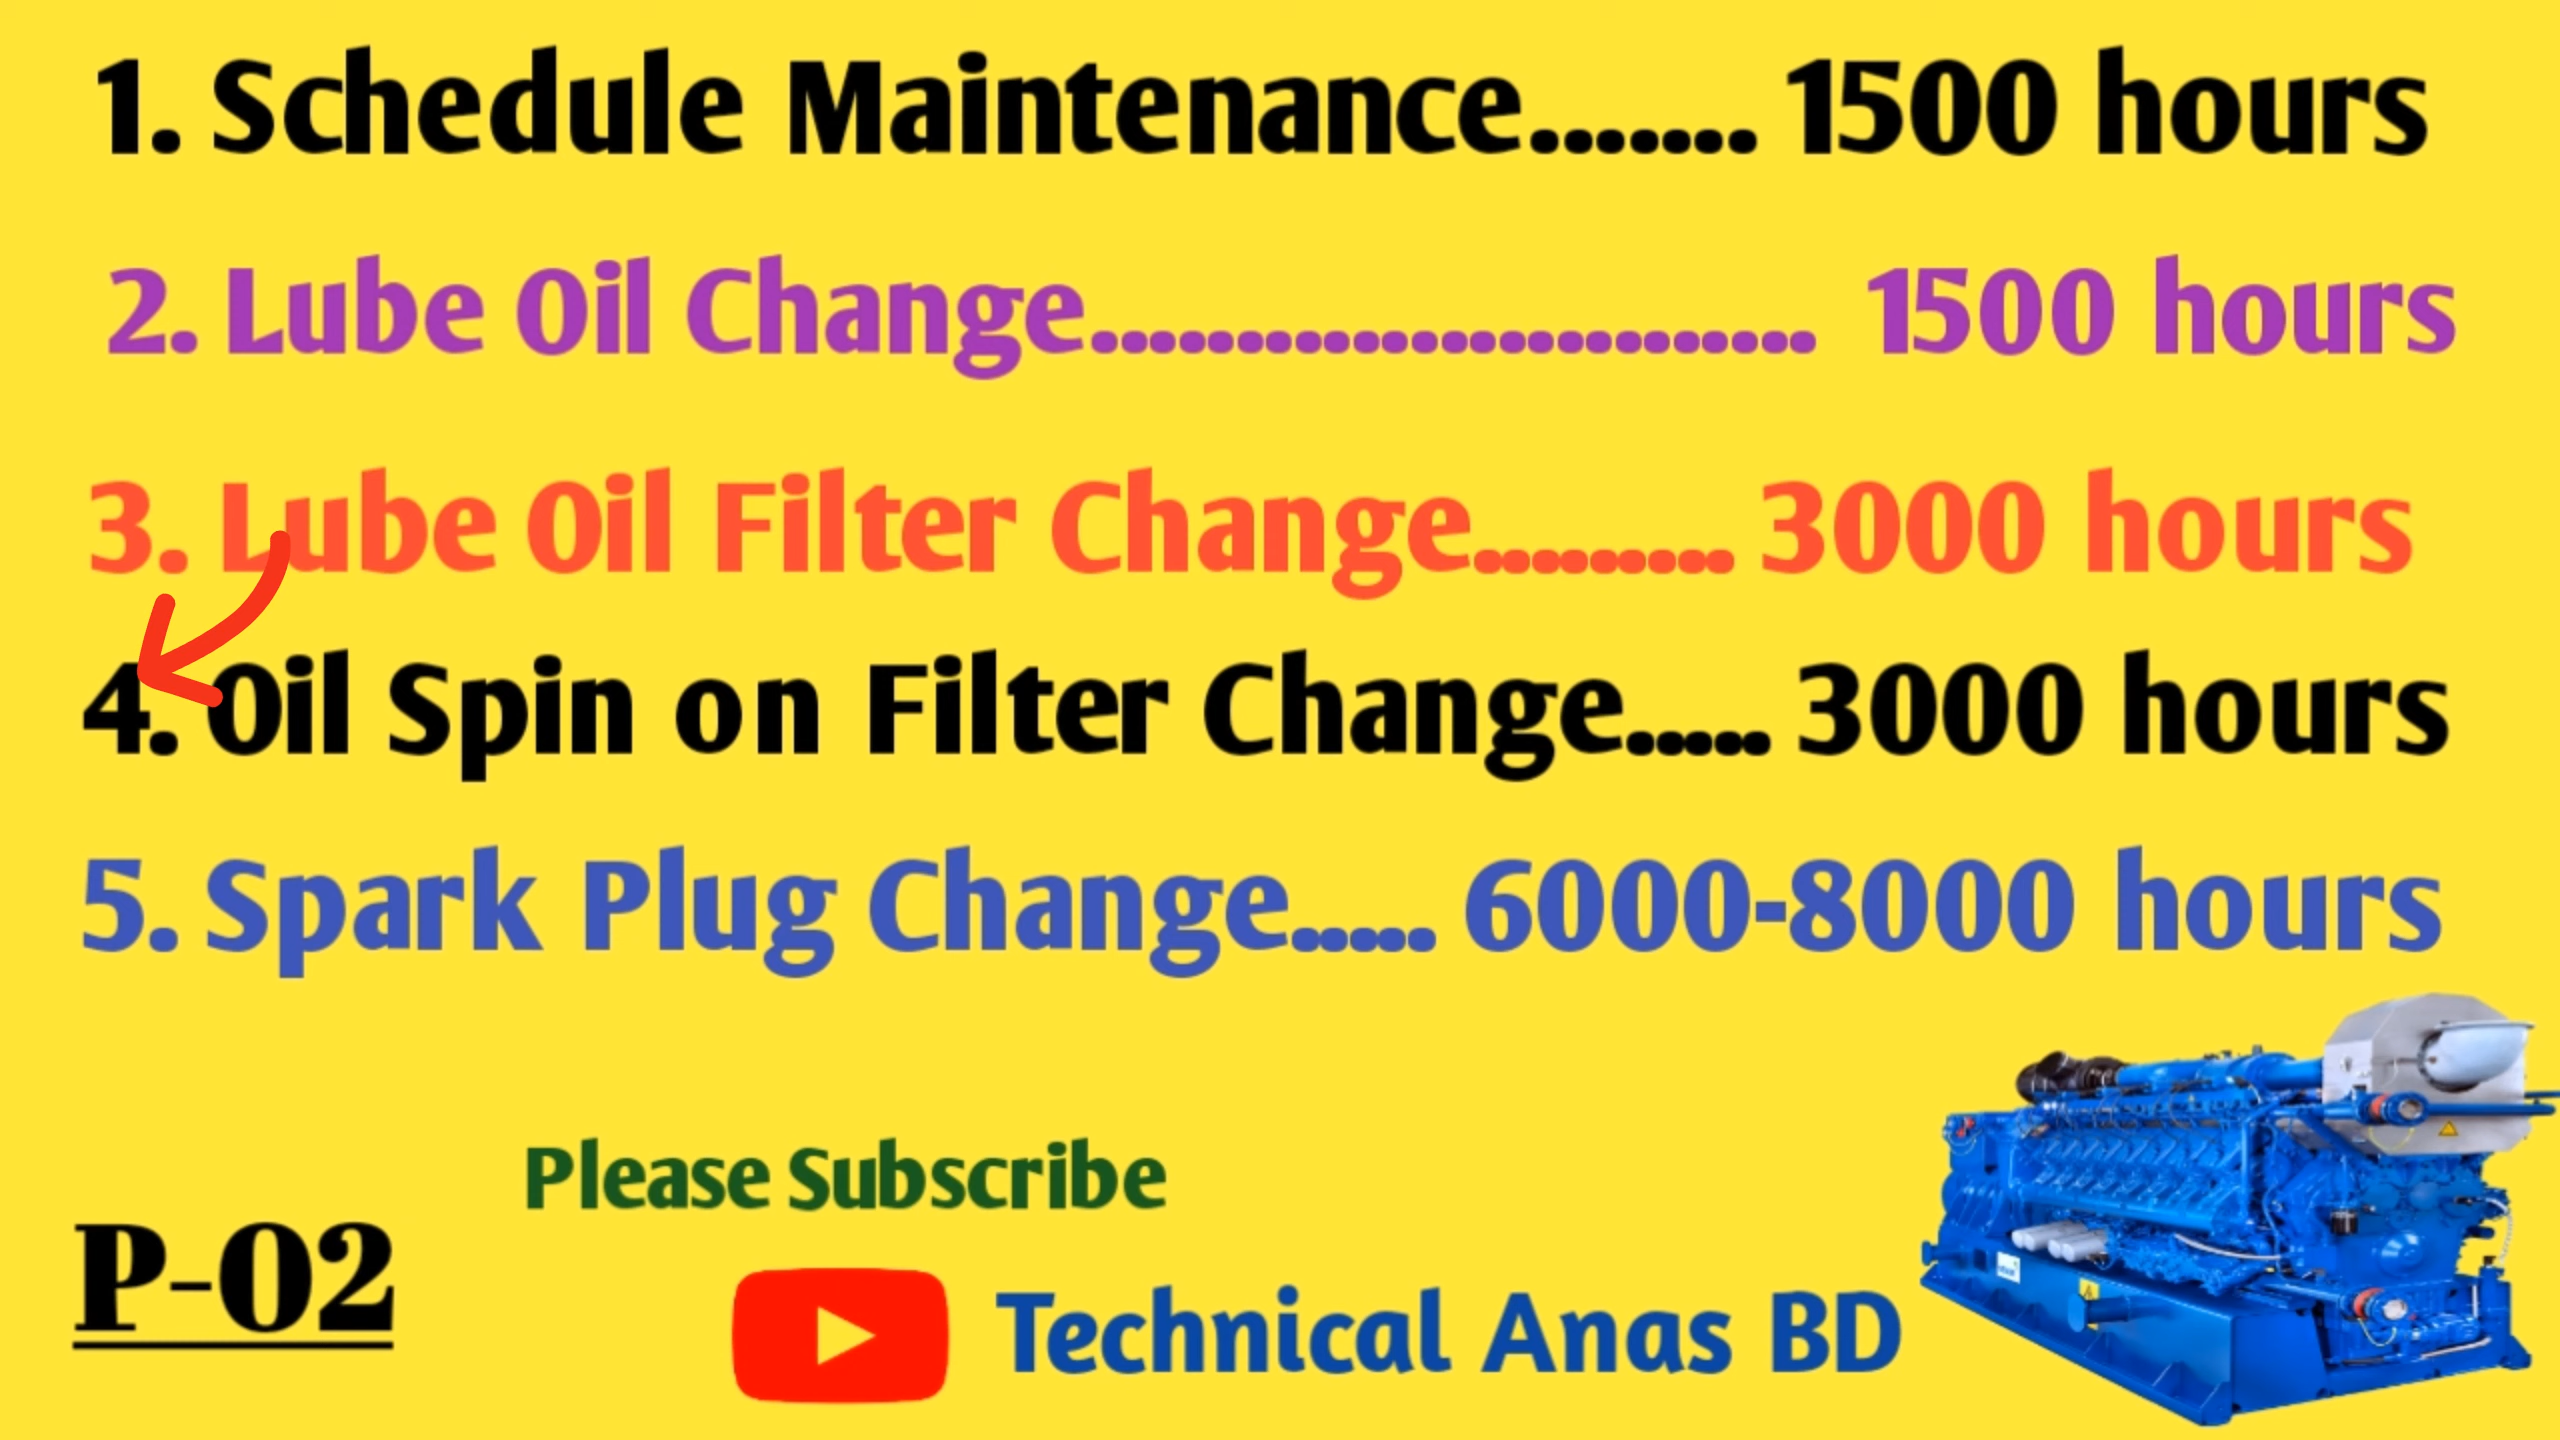 1. Schedule Maintenance....... 1500 hours
2. Lube Oil Change......................... 1500 hours
3. Lube Oil Filter Change......... 3000 hours
4. Oil Spin on Filter Change..... 3000 hours
5. Spark Plug Change..... 6000-8000 hours
Please Subscribe
P-02
Technical Anas BD